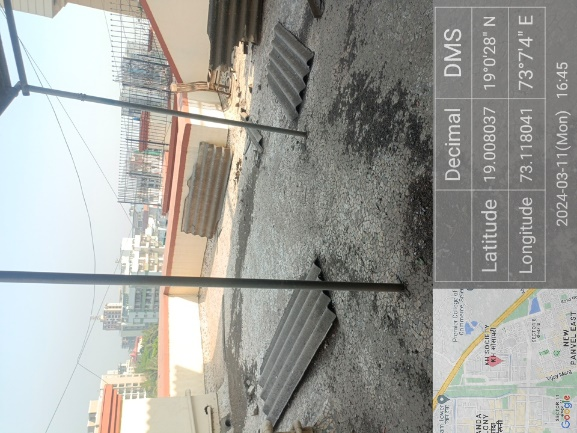 Decimal DMS
Latitude 19.008037 19°0'28" N
Longitude 73.118041 73°7'4" E
2024-03-11(Mon) 16:45
Google
NEW
PANVEL EAST